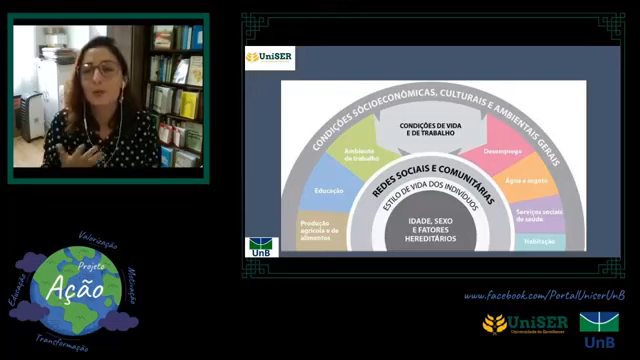 UniSER
CONDIÇÕES SÓCIOECONÔMICAS, CULTURAIS E AMBIENTAIS GERAIS
CONDIÇÕES DE VIDA
E DE TRABALHO
Ambiente
de trabalho
Desemprego
Educação
Água e esgoto
Produção
agrícola e de
alimentos
Serviços sociais
de saúde
Habitação
REDES SOCIAIS E COMUNITÁRIAS
ESTILO DE VIDA DOS INDIVÍDUOS
IDADE, SEXO
E FATORES
HEREDITÁRIOS
UnB
Valorização
Educação
Projeto
Ação
Motivação
Transformação
www.facebook.com/PortalUniserUnB
UniSER
UnB